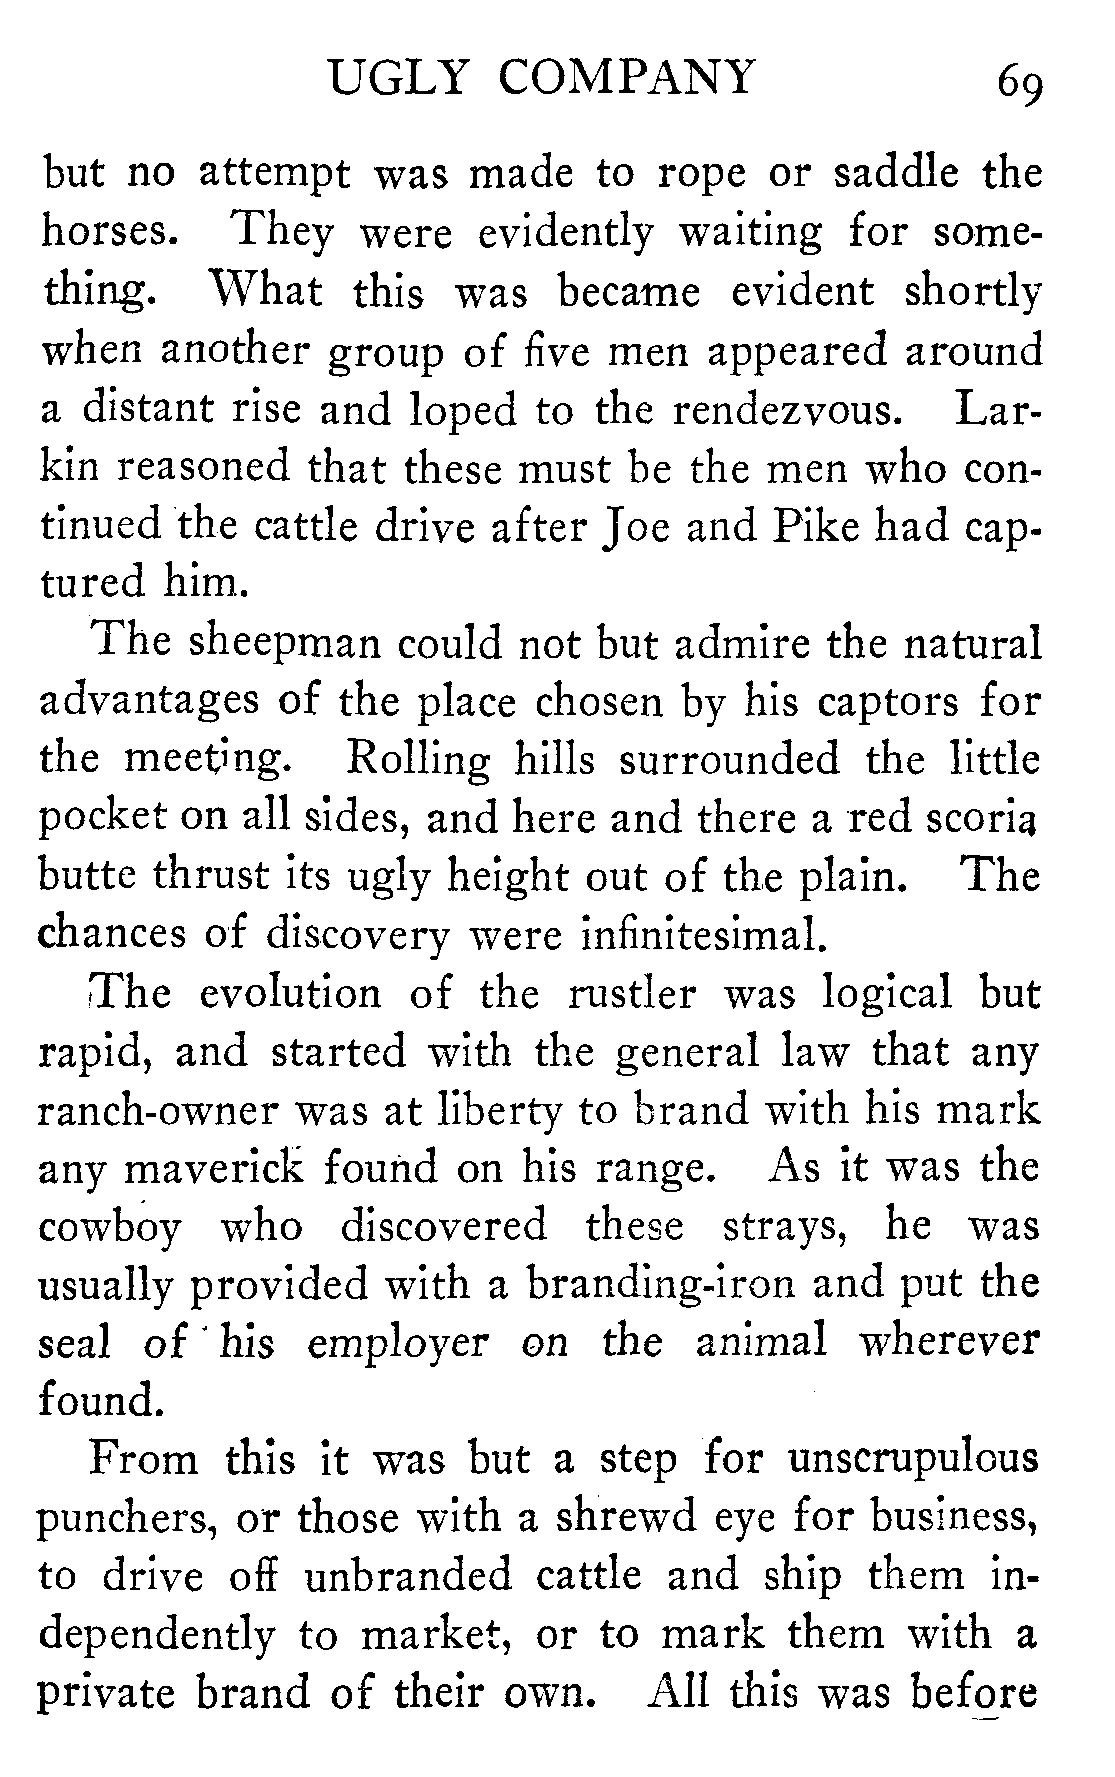 UGLY COMPANY 69
but no attempt was made to rope or saddle the
horses. They were evidently waiting for some-
thing. What this was became evident shortly
when another group of five men appeared around
a distant rise and loped to the rendezvous. Lar-
kin reasoned that these must be the men who con-
tinued the cattle drive after Joe and Pike had cap-
tured him.
The sheepman could not but admire the natural
advantages of the place chosen by his captors for
the meeting. Rolling hills surrounded the little
pocket on all sides, and here and there a red scoria
butte thrust its ugly height out of the plain. The
chances of discovery were infinitesimal.
The evolution of the rustler was logical but
rapid, and started with the general law that any
ranch-owner was at liberty to brand with his mark
any maverick found on his range. As it was the
cowboy who discovered these strays, he was
usually provided with a branding-iron and put the
seal of his employer on the animal wherever
found.
From this it was but a step for unscrupulous
punchers, or those with a shrewd eye for business,
to drive off unbranded cattle and ship them in-
dependently to market, or to mark them with a
private brand of their own. All this was before